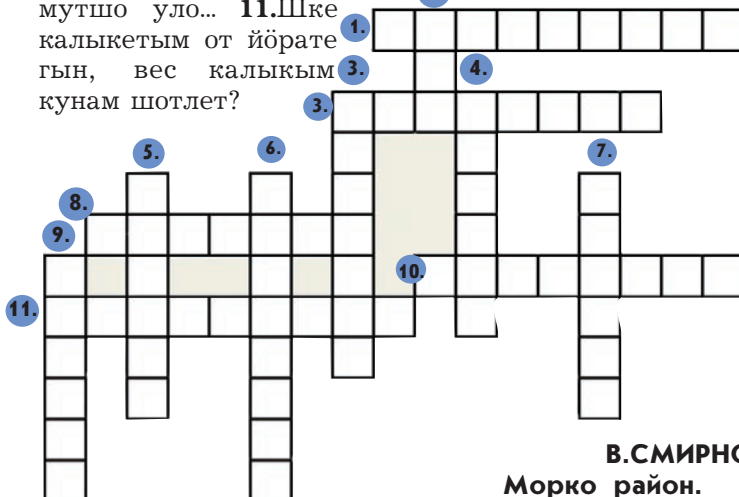 мутшо уло... 11.Шке
калыкетым от йӧрате
гын, вес калыкым
кунам шотлет?
1.
3.
4.
3.
5.
6.
7.
8.
9.
10.
11.
Морко район.